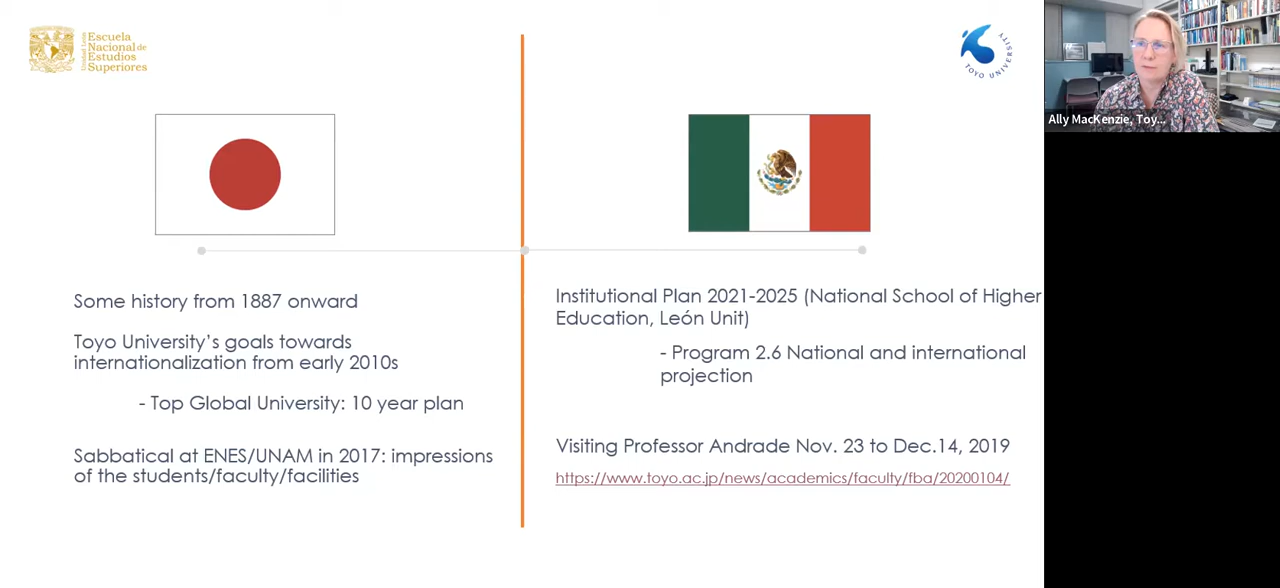 Escuela
Nacional de
Estudios
Superiores
TOYO UNIVERSITY
Ally MacKenzie, Toy...
Some history from 1887 onward
Toyo University's goals towards
internationalization from early 2010s
- Top Global University: 10 year plan
Sabbatical at ENES/UNAM in 2017: impressions
of the students/faculty/facilities
Institutional Plan 2021-2025 (National School of Higher
Education, León Unit)
- Program 2.6 National and international
projection
Visiting Professor Andrade Nov. 23 to Dec.14, 2019
https://www.toyo.ac.jp/news/academics/faculty/fba/20200104/